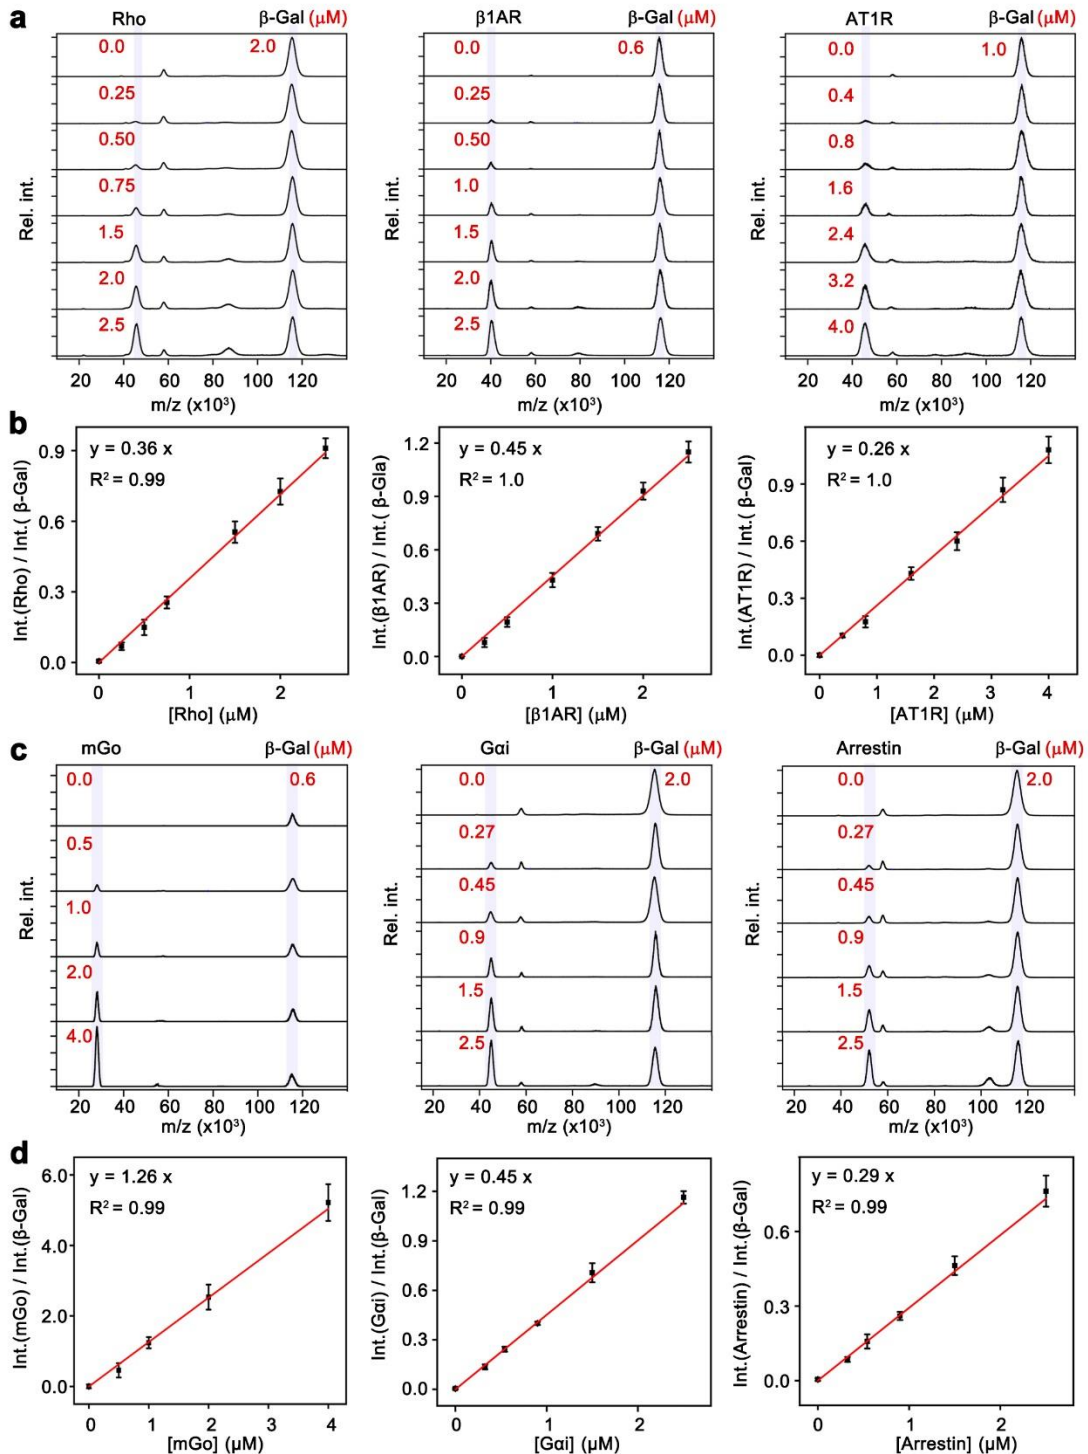 a
Rho β-Gal (μM)
0.0 2.0
0.25
0.50
0.75
1.5
2.0
2.5
Rel. int.
20 40 60 80 100 120
m/z (x10³)
β1AR β-Gal (μM)
0.0 0.6
0.25
0.50
1.0
1.5
2.0
2.5
Rel. int.
20 40 60 80 100 120
m/z (x10³)
AT1R β-Gal (μM)
0.0 1.0
0.4
0.8
1.6
2.4
3.2
4.0
Rel. int.
20 40 60 80 100 120
m/z (x10³)
b
y = 0.36 x
R² = 0.99
Int.(Rho) / Int.( β-Gal)
0.9
0.6
0.3
0.0
0 1 2
[Rho] (μM)
y = 0.45 x
R² = 1.0
Int.(β1AR) / Int.( β-Gla)
1.2
0.9
0.6
0.3
0.0
0 1 2
[β1AR] (μM)
y = 0.26 x
R² = 1.0
Int.(AT1R) / Int.( β-Gal)
0.9
0.6
0.3
0.0
0 1 2 3 4
[AT1R] (μM)
c
mGo β-Gal (μM)
0.0 0.6
0.5
1.0
2.0
4.0
Rel. int.
20 40 60 80 100 120
m/z (x10³)
Gαi β-Gal (μM)
0.0 2.0
0.27
0.45
0.9
1.5
2.5
Rel. int.
20 40 60 80 100 120
m/z (x10³)
Arrestin β-Gal (μM)
0.0 2.0
0.27
0.45
0.9
1.5
2.5
Rel. int.
20 40 60 80 100 120
m/z (x10³)
d
y = 1.26 x
R² = 0.99
Int.(mGo) / Int.(β-Gal)
6.0
4.0
2.0
0.0
0 1 2 3 4
[mGo] (μM)
y = 0.45 x
R² = 0.99
Int.(Gαi) / Int.(β-Gal)
1.2
0.9
0.6
0.3
0.0
0 1 2
[Gαi] (μM)
y = 0.29 x
R² = 0.99
Int.(Arrestin) / Int.(β-Gal)
0.6
0.3
0.0
0 1 2
[Arrestin] (μM)